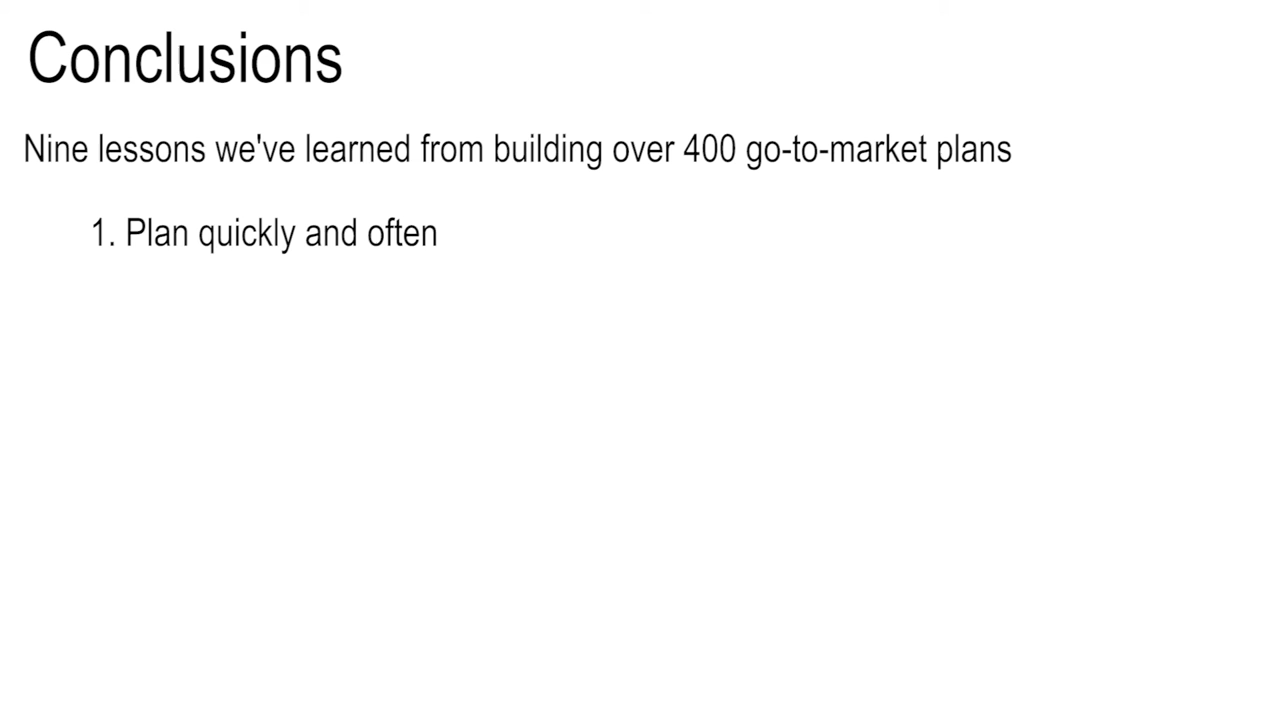 Conclusions
Nine lessons we've learned from building over 400 go-to-market plans
1. Plan quickly and often